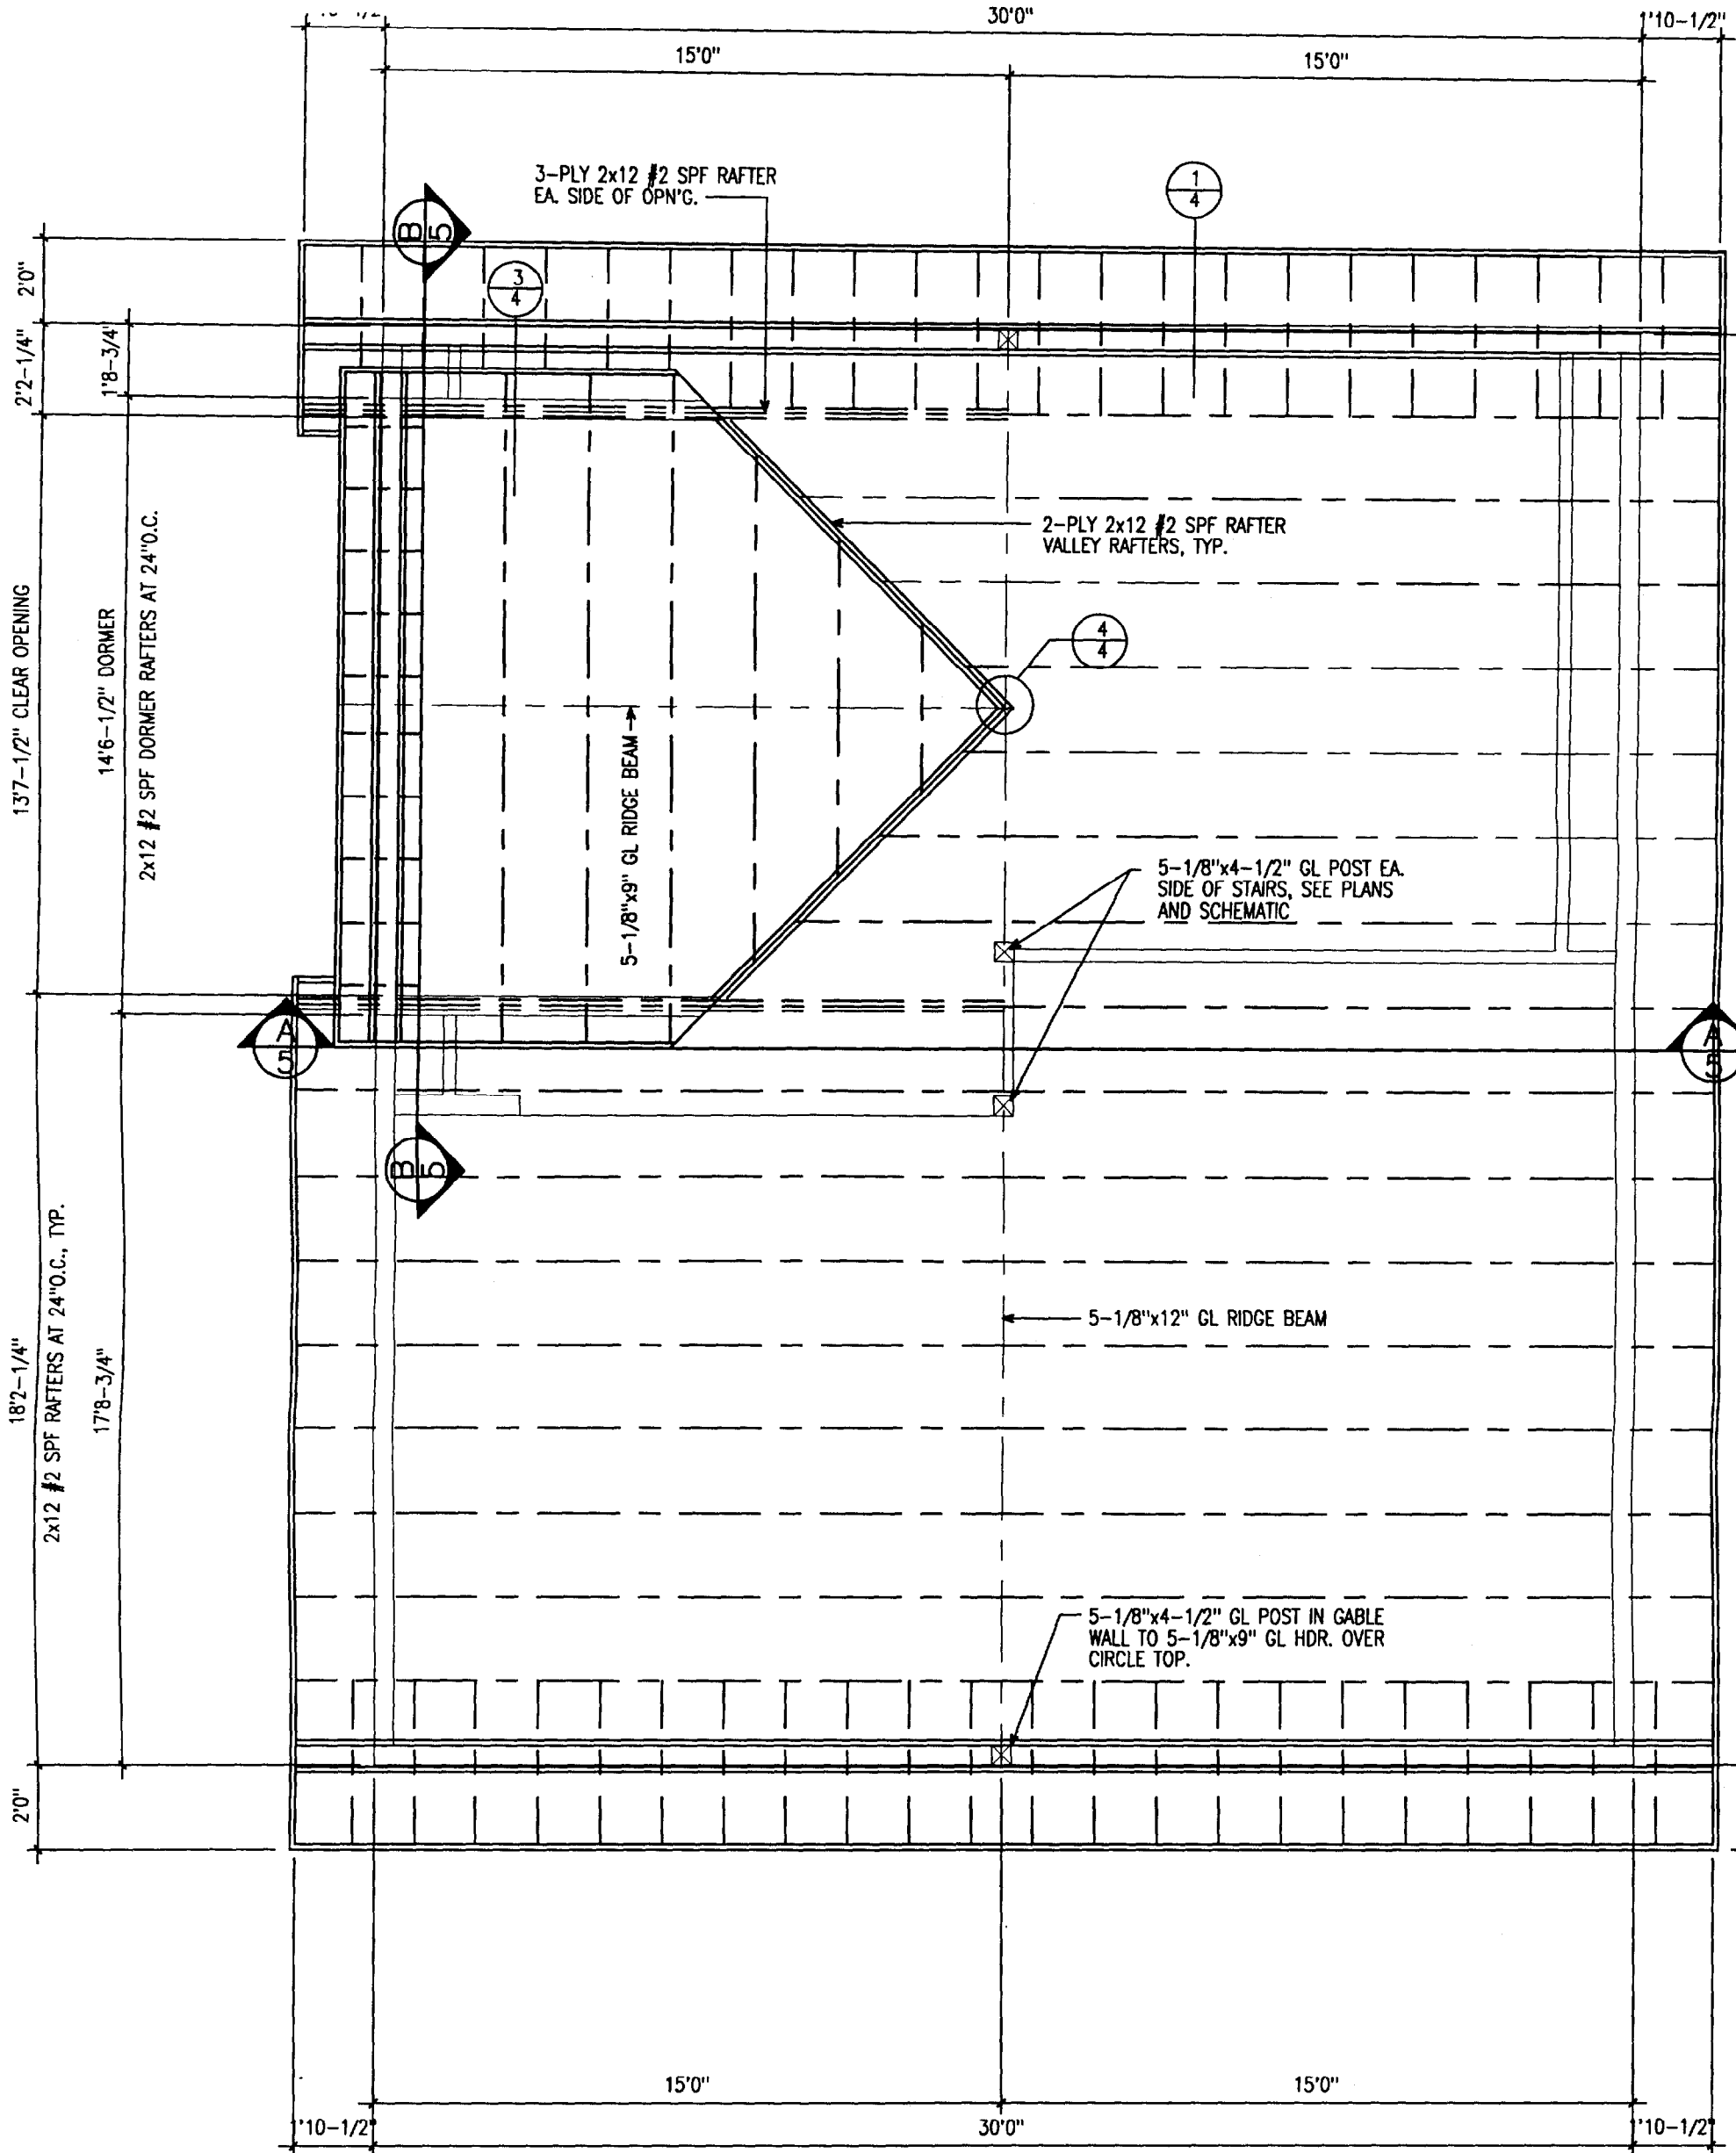 30'0"
1'10-1/2"
15'0"
15'0"
3-PLY 2x12 #2 SPF RAFTER
EA. SIDE OF OPN'G.
1
4
B
5
3
4
2'0"
2'2-1/4"
1'8-3/4"
2-PLY 2x12 #2 SPF RAFTER
VALLEY RAFTERS, TYP.
13'7-1/2" CLEAR OPENING
14'6-1/2" DORMER
2x12 #2 SPF DORMER RAFTERS AT 24"O.C.
4
4
5-1/8"x9" GL RIDGE BEAM
5-1/8"x4-1/2" GL POST EA.
SIDE OF STAIRS, SEE PLANS
AND SCHEMATIC
A
5
A
5
B
5
18'2-1/4"
2x12 #2 SPF RAFTERS AT 24"O.C., TYP.
17'8-3/4"
5-1/8"x12" GL RIDGE BEAM
5-1/8"x4-1/2" GL POST IN GABLE
WALL TO 5-1/8"x9" GL HDR. OVER
CIRCLE TOP.
2'0"
15'0"
15'0"
1'10-1/2"
30'0"
1'10-1/2"